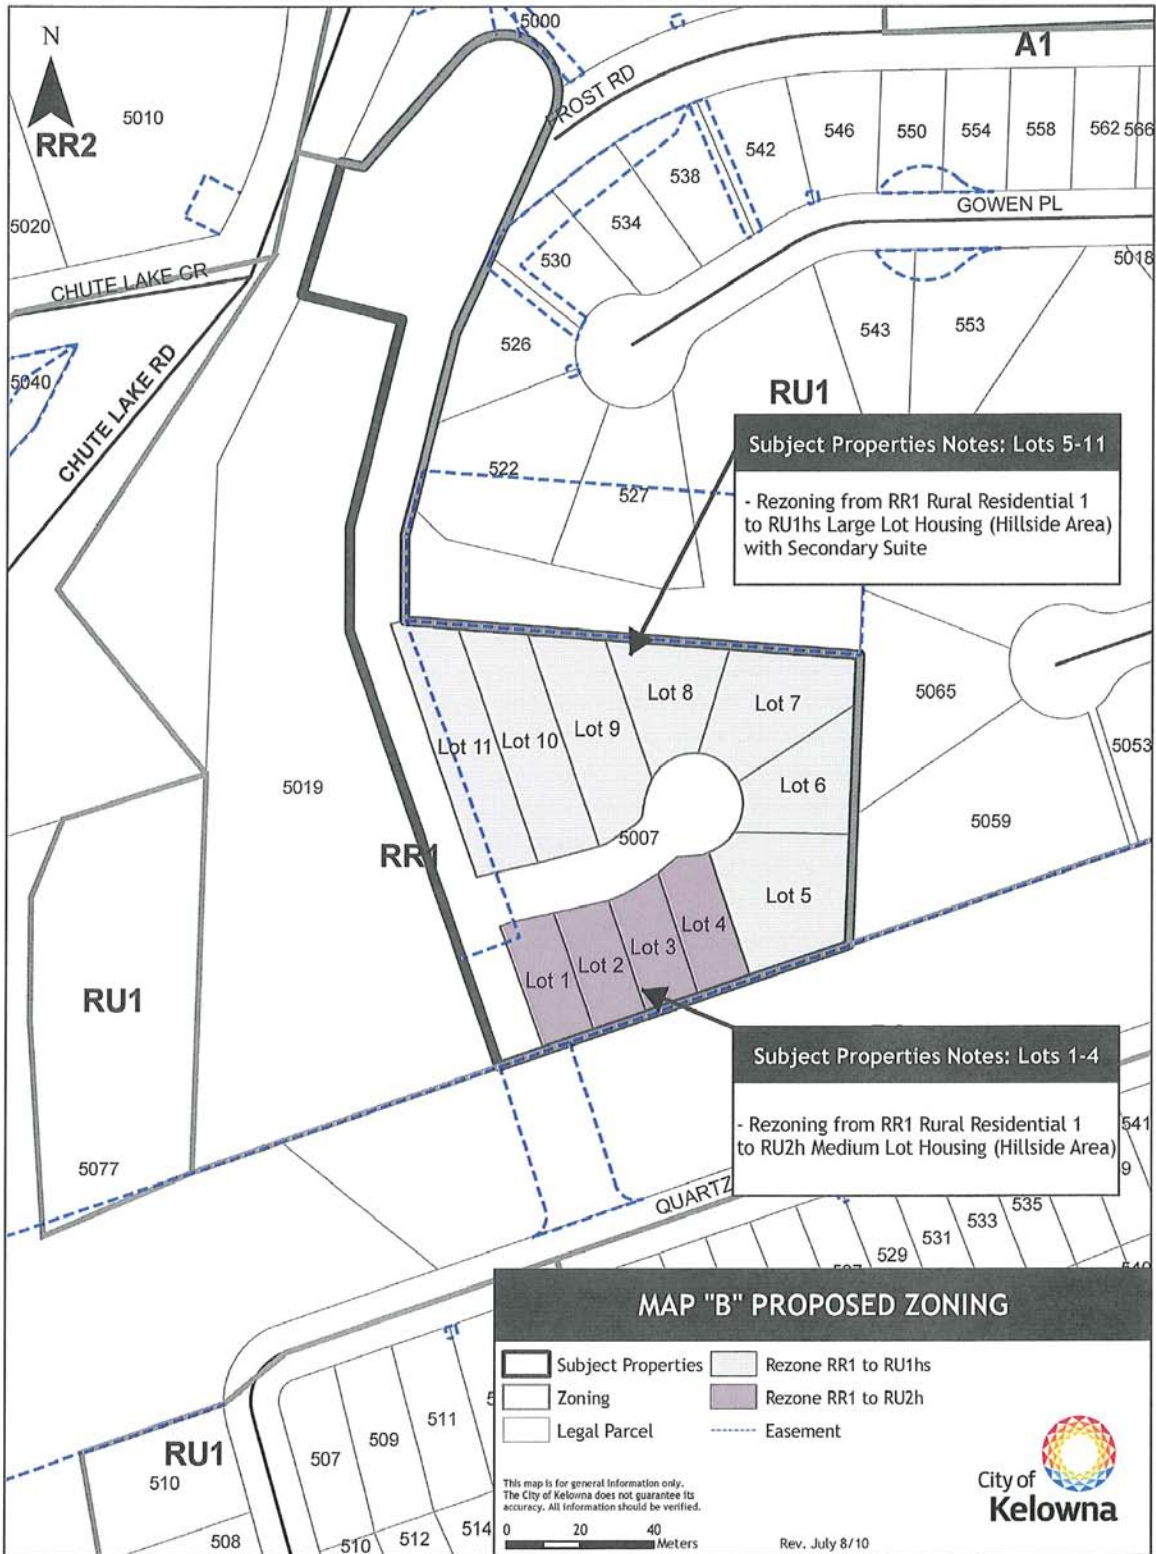 N
5000
A1
FROST RD
5010
RR2
546
550
554
558
562
566
542
538
534
530
GOWEN PL
5020
CHUTE LAKE CR
5018
543
553
526
5040
CHUTE LAKE RD
RU1
Subject Properties Notes: Lots 5-11
- Rezoning from RR1 Rural Residential 1
to RU1hs Large Lot Housing (Hillside Area)
with Secondary Suite
522
527
Lot 8
Lot 7
5065
Lot 11
Lot 10
Lot 9
5053
Lot 6
5019
5007
5059
RR1
Lot 5
Lot 4
Lot 3
Lot 2
Lot 1
RU1
Subject Properties Notes: Lots 1-4
- Rezoning from RR1 Rural Residential 1
to RU2h Medium Lot Housing (Hillside Area)
541
9
5077
QUARTZ
535
533
531
529
MAP "B" PROPOSED ZONING
Subject Properties
Rezone RR1 to RU1hs
Zoning
Rezone RR1 to RU2h
Legal Parcel
Easement
511
509
507
RU1
510
508
510
512
514
This map is for general information only.
The City of Kelowna does not guarantee its
accuracy. All information should be verified.
0 20 40
Meters
Rev. July 8/10
City of
Kelowna